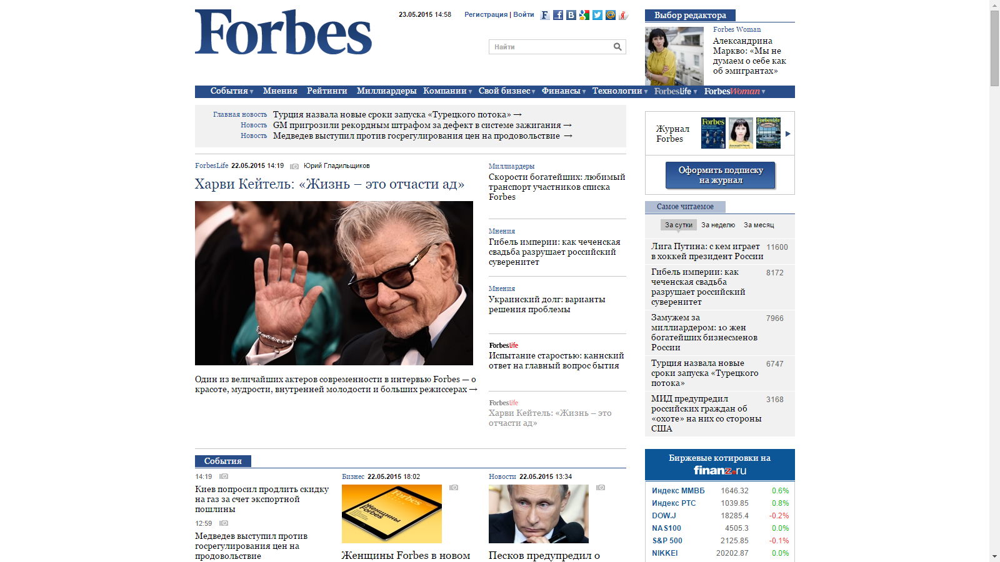 Forbes
23.05.2015 14:58
Регистрация | Войти
Найти
Выбор редактора
Forbes Woman
Александрина
Маркво: «Мы не
думаем о себе как
об эмигрантах»
События Мнения Рейтинги Миллиардеры Компании Свой бизнес Финансы Технологии ForbesLife ForbesWoman
Главная новость Турция назвала новые сроки запуска «Турецкого потока» →
Новость GM пригрозили рекордным штрафом за дефект в системе зажигания →
Новость Медведев выступил против госрегулирования цен на продовольствие →
ForbesLife 22.05.2015 14:19 Юрий Гладильщиков
Харви Кейтель: «Жизнь – это отчасти ад»
Один из величайших актеров современности в интервью Forbes — о
красоте, мудрости, внутренней молодости и больших режиссерах →
Миллиардеры
Скорости богатейших: любимый
транспорт участников списка
Forbes
Мнения
Гибель империи: как чеченская
свадьба разрушает российский
суверенитет
Мнения
Украинский долг: варианты
решения проблемы
ForbesLife
Испытание старостью: каннский
ответ на главный вопрос бытия
ForbesLife
Харви Кейтель: «Жизнь – это
отчасти ад»
Журнал
Forbes
Forbes
ForbesLife
Оформить подписку
на журнал
Самое читаемое
За сутки За неделю За месяц
Лига Путина: с кем играет 11600
в хоккей президент России
Гибель империи: как 8172
чеченская свадьба
разрушает российский
суверенитет
Замужем за 7966
миллиардером: 10 жен
богатейших бизнесменов
России
Турция назвала новые 6747
сроки запуска «Турецкого
потока»
МИД предупредил 3168
российских граждан об
«охоте» на них со стороны
США
Биржевые котировки на
finanz.ru
Индекс ММВБ 1646.32 0.6%
Индекс РТС 1039.85 0.8%
DOW.J 18285.4 -0.2%
NAS100 4505.3 0.0%
S&P 500 2125.85 -0.1%
NIKKEI 20202.87 0.0%
События
14:19
Киев попросил продлить скидку
на газ за счет экспортной
пошлины
12:59
Медведев выступил против
госрегулирования цен на
продовольствие
Бизнес 22.05.2015 18:02
Forbes
Женщины
Forbes
Женщины Forbes в новом
Новости 22.05.2015 13:34
Песков предупредил о